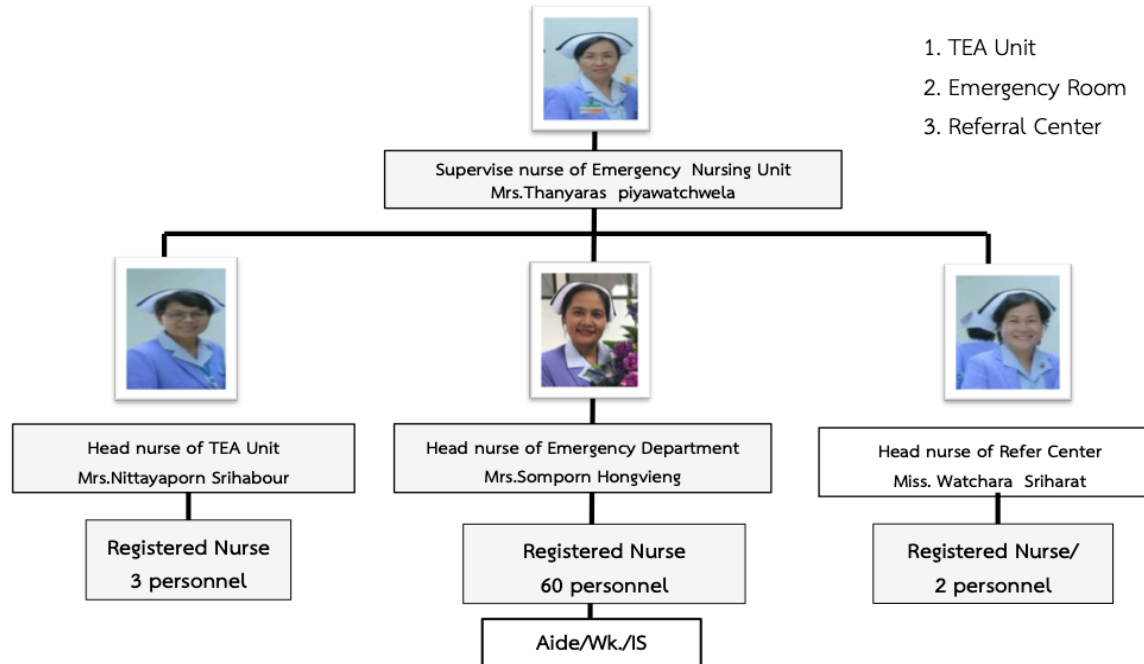 1. TEA Unit
2. Emergency Room
3. Referral Center
Supervise nurse of Emergency Nursing Unit
Mrs.Thanyaras piyawatchwela
Head nurse of TEA Unit
Mrs.Nittayaporn Srihabour
Head nurse of Emergency Department
Mrs.Somporn Hongvieng
Head nurse of Refer Center
Miss. Watchara Sriharat
Registered Nurse
3 personnel
Registered Nurse
60 personnel
Registered Nurse/
2 personnel
Aide/Wk./IS